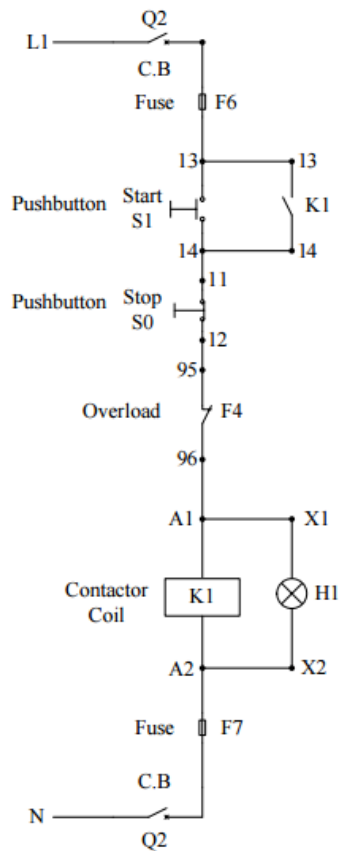 Q2
L1
C.B
Fuse F6
13 13
Pushbutton Start K1
S1
14 14
11
Pushbutton Stop
S0
12
95
Overload F4
96
A1 X1
Contactor K1 H1
Coil
A2 X2
Fuse F7
C.B
N
Q2